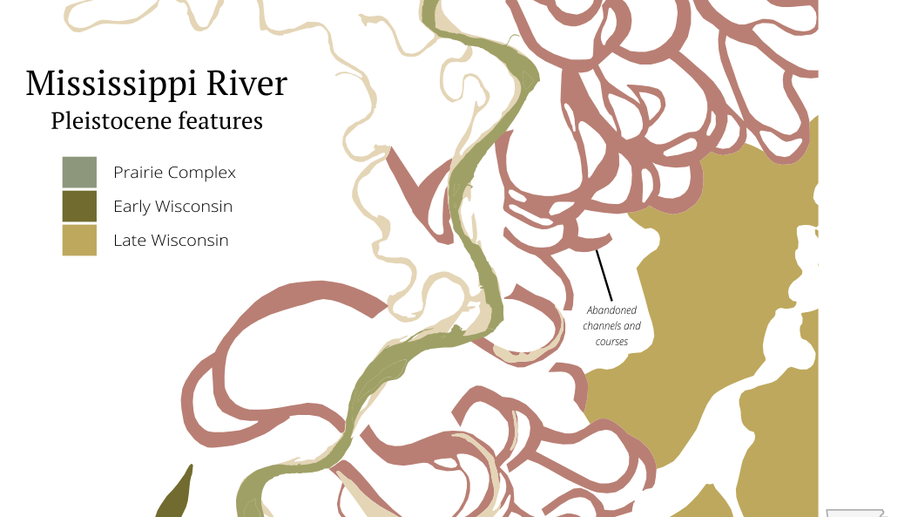 Mississippi River
Pleistocene features
Prairie Complex
Early Wisconsin
Late Wisconsin
Abandoned
channels and
courses